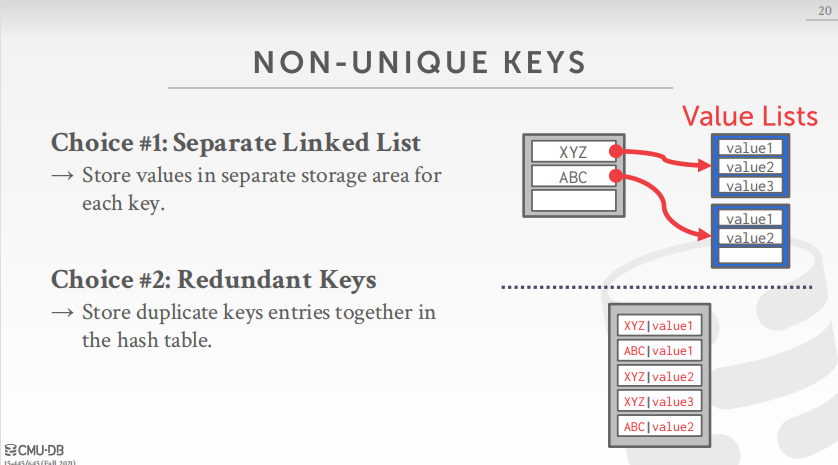 20
NON-UNIQUE KEYS
Choice #1: Separate Linked List
→ Store values in separate storage area for
each key.
Choice #2: Redundant Keys
→ Store duplicate keys entries together in
the hash table.
Value Lists
XYZ
ABC
value1
value2
value3
value1
value2
XYZ|value1
ABC|value1
XYZ|value2
XYZ|value3
ABC|value2
CMU·DB
15-445/645 (Fall 2021)